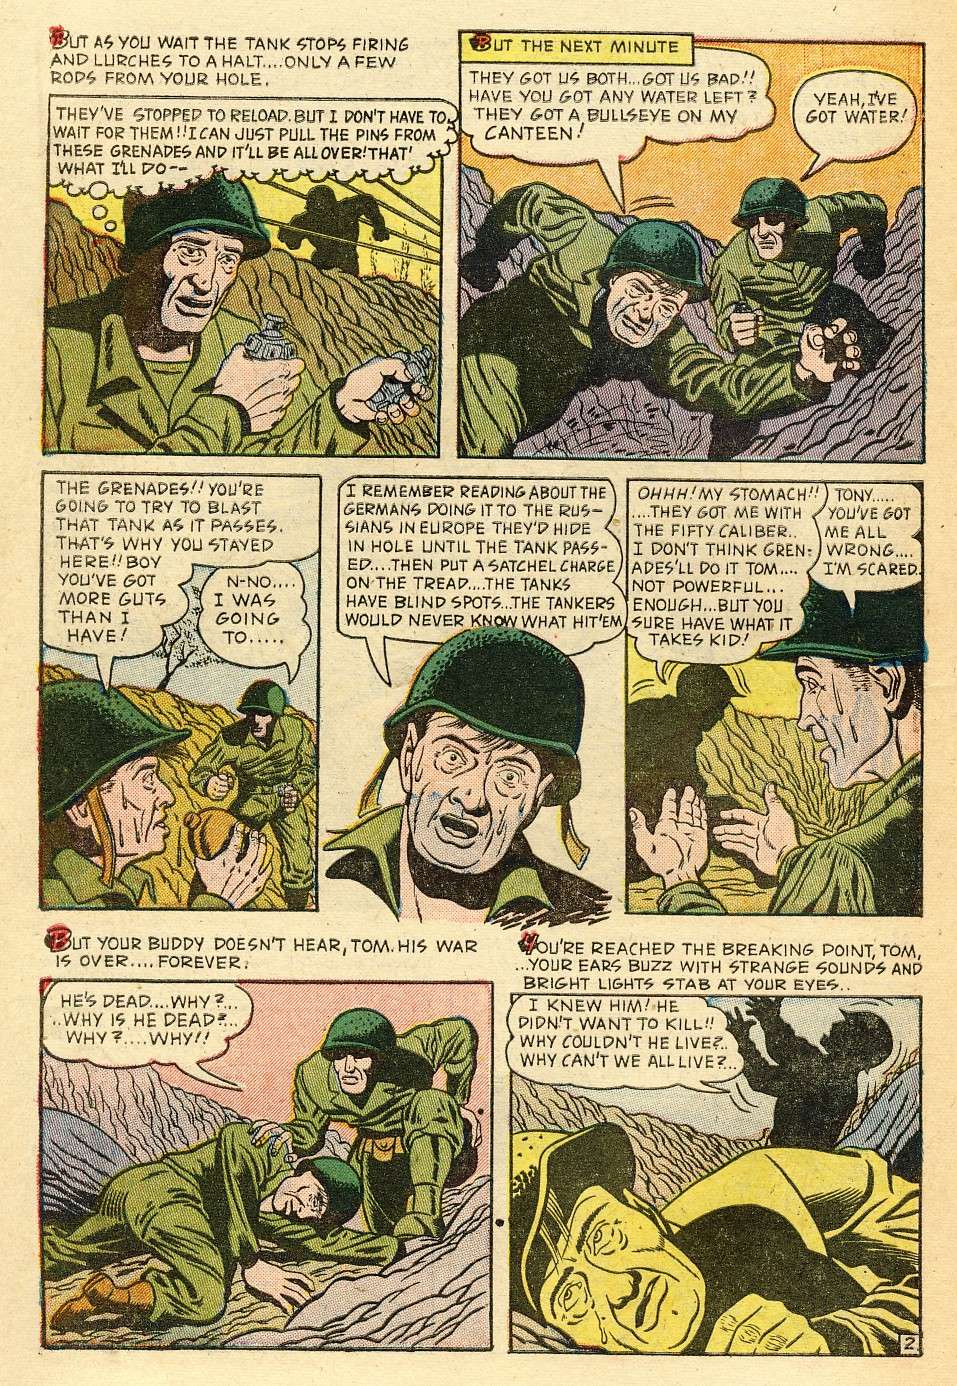 BUT AS YOU WAIT THE TANK STOPS FIRING
AND LURCHES TO A HALT....ONLY A FEW
RODS FROM YOUR HOLE.
THEY'VE STOPPED TO RELOAD. BUT I DON'T HAVE TO
WAIT FOR THEM!! I CAN JUST PULL THE PINS FROM
THESE GRENADES AND IT'LL BE ALL OVER! THAT'
WHAT I'LL DO--
BUT THE NEXT MINUTE
THEY GOT US BOTH...GOT US BAD!!
HAVE YOU GOT ANY WATER LEFT?
THEY GOT A BULLSEYE ON MY
CANTEEN!
YEAH, I'VE
GOT WATER!
THE GRENADES!! YOU'RE
GOING TO TRY TO BLAST
THAT TANK AS IT PASSES.
THAT'S WHY YOU STAYED
HERE!! BOY
YOU'VE GOT
MORE GUTS
THAN I
HAVE!
N-NO....
I WAS
GOING
TO.....
I REMEMBER READING ABOUT THE
GERMANS DOING IT TO THE RUS-
SIANS IN EUROPE THEY'D HIDE
IN HOLE UNTIL THE TANK PASS-
ED....THEN PUT A SATCHEL CHARGE
ON THE TREAD....THE TANKS
HAVE BLIND SPOTS...THE TANKERS
WOULD NEVER KNOW WHAT HIT'EM
OHHH! MY STOMACH!!
....THEY GOT ME WITH
THE FIFTY CALIBER..
I DON'T THINK GREN-
ADES'LL DO IT TOM....
NOT POWERFUL...
ENOUGH...BUT YOU
SURE HAVE WHAT IT
TAKES KID!
TONY.....
YOU'VE GOT
ME ALL
WRONG....
I'M SCARED.
BUT YOUR BUDDY DOESN'T HEAR, TOM. HIS WAR
IS OVER.... FOREVER.
HE'S DEAD....WHY?...
..WHY IS HE DEAD?...
WHY?....WHY!!
YOU'RE REACHED THE BREAKING POINT, TOM,
...YOUR EARS BUZZ WITH STRANGE SOUNDS AND
BRIGHT LIGHTS STAB AT YOUR EYES..
I KNEW HIM! HE
DIDN'T WANT TO KILL!!
WHY COULDN'T HE LIVE?..
WHY CAN'T WE ALL LIVE?...
2